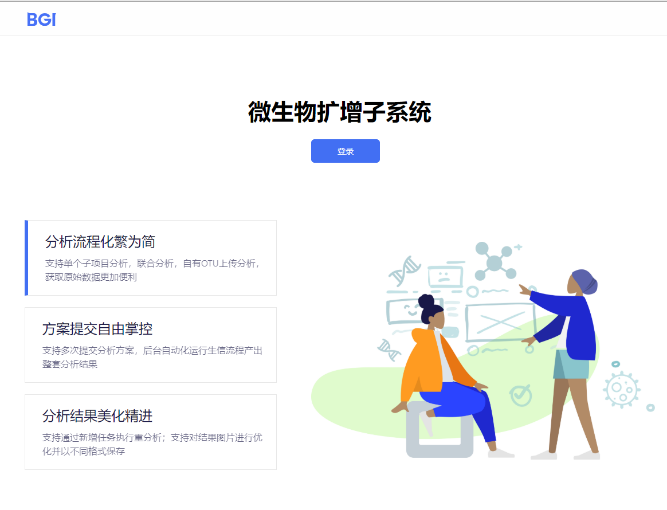 BGI
微生物扩增子系统
登录
分析流程化繁为简
支持单个子项目分析，联合分析，自有OTU上传分析，
获取原始数据更加便利
方案提交自由掌控
支持多次提交分析方案，后台自动化运行生信流程产出
整套分析结果
分析结果美化精进
支持通过新增任务执行重分析；支持对结果图片进行优
化并以不同格式保存